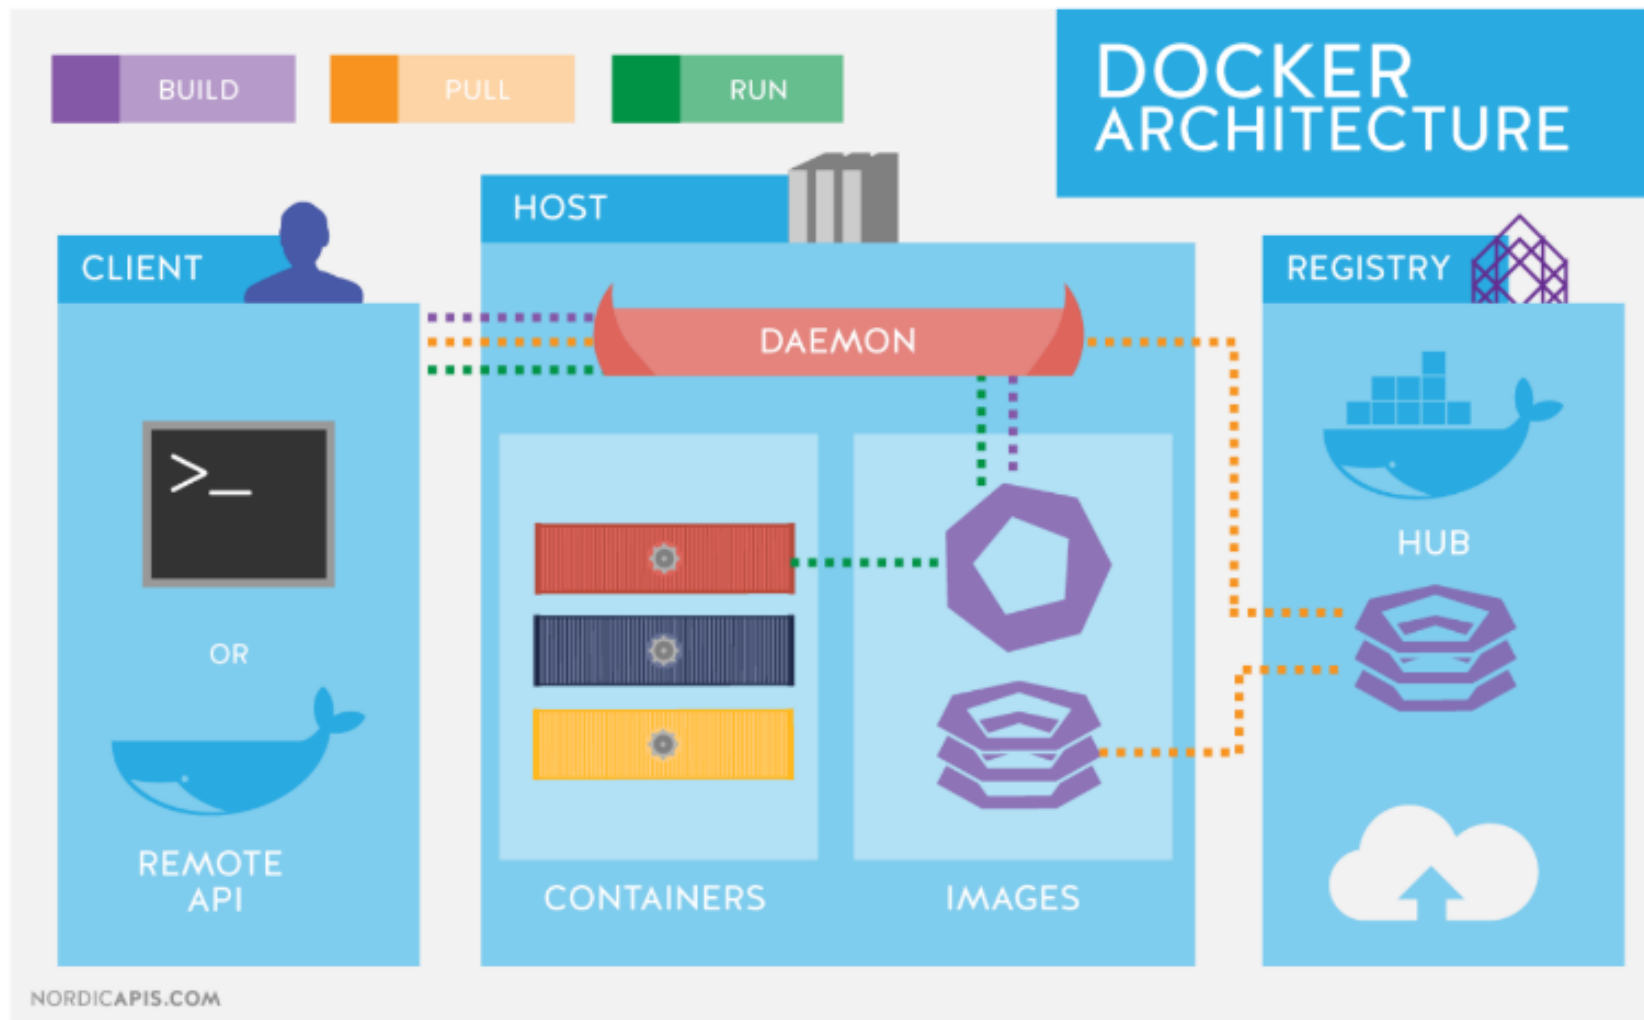 BUILD
PULL
RUN
DOCKER
ARCHITECTURE
CLIENT
>_
OR
REMOTE
API
HOST
DAEMON
CONTAINERS
IMAGES
REGISTRY
HUB
NORDICAPIS.COM